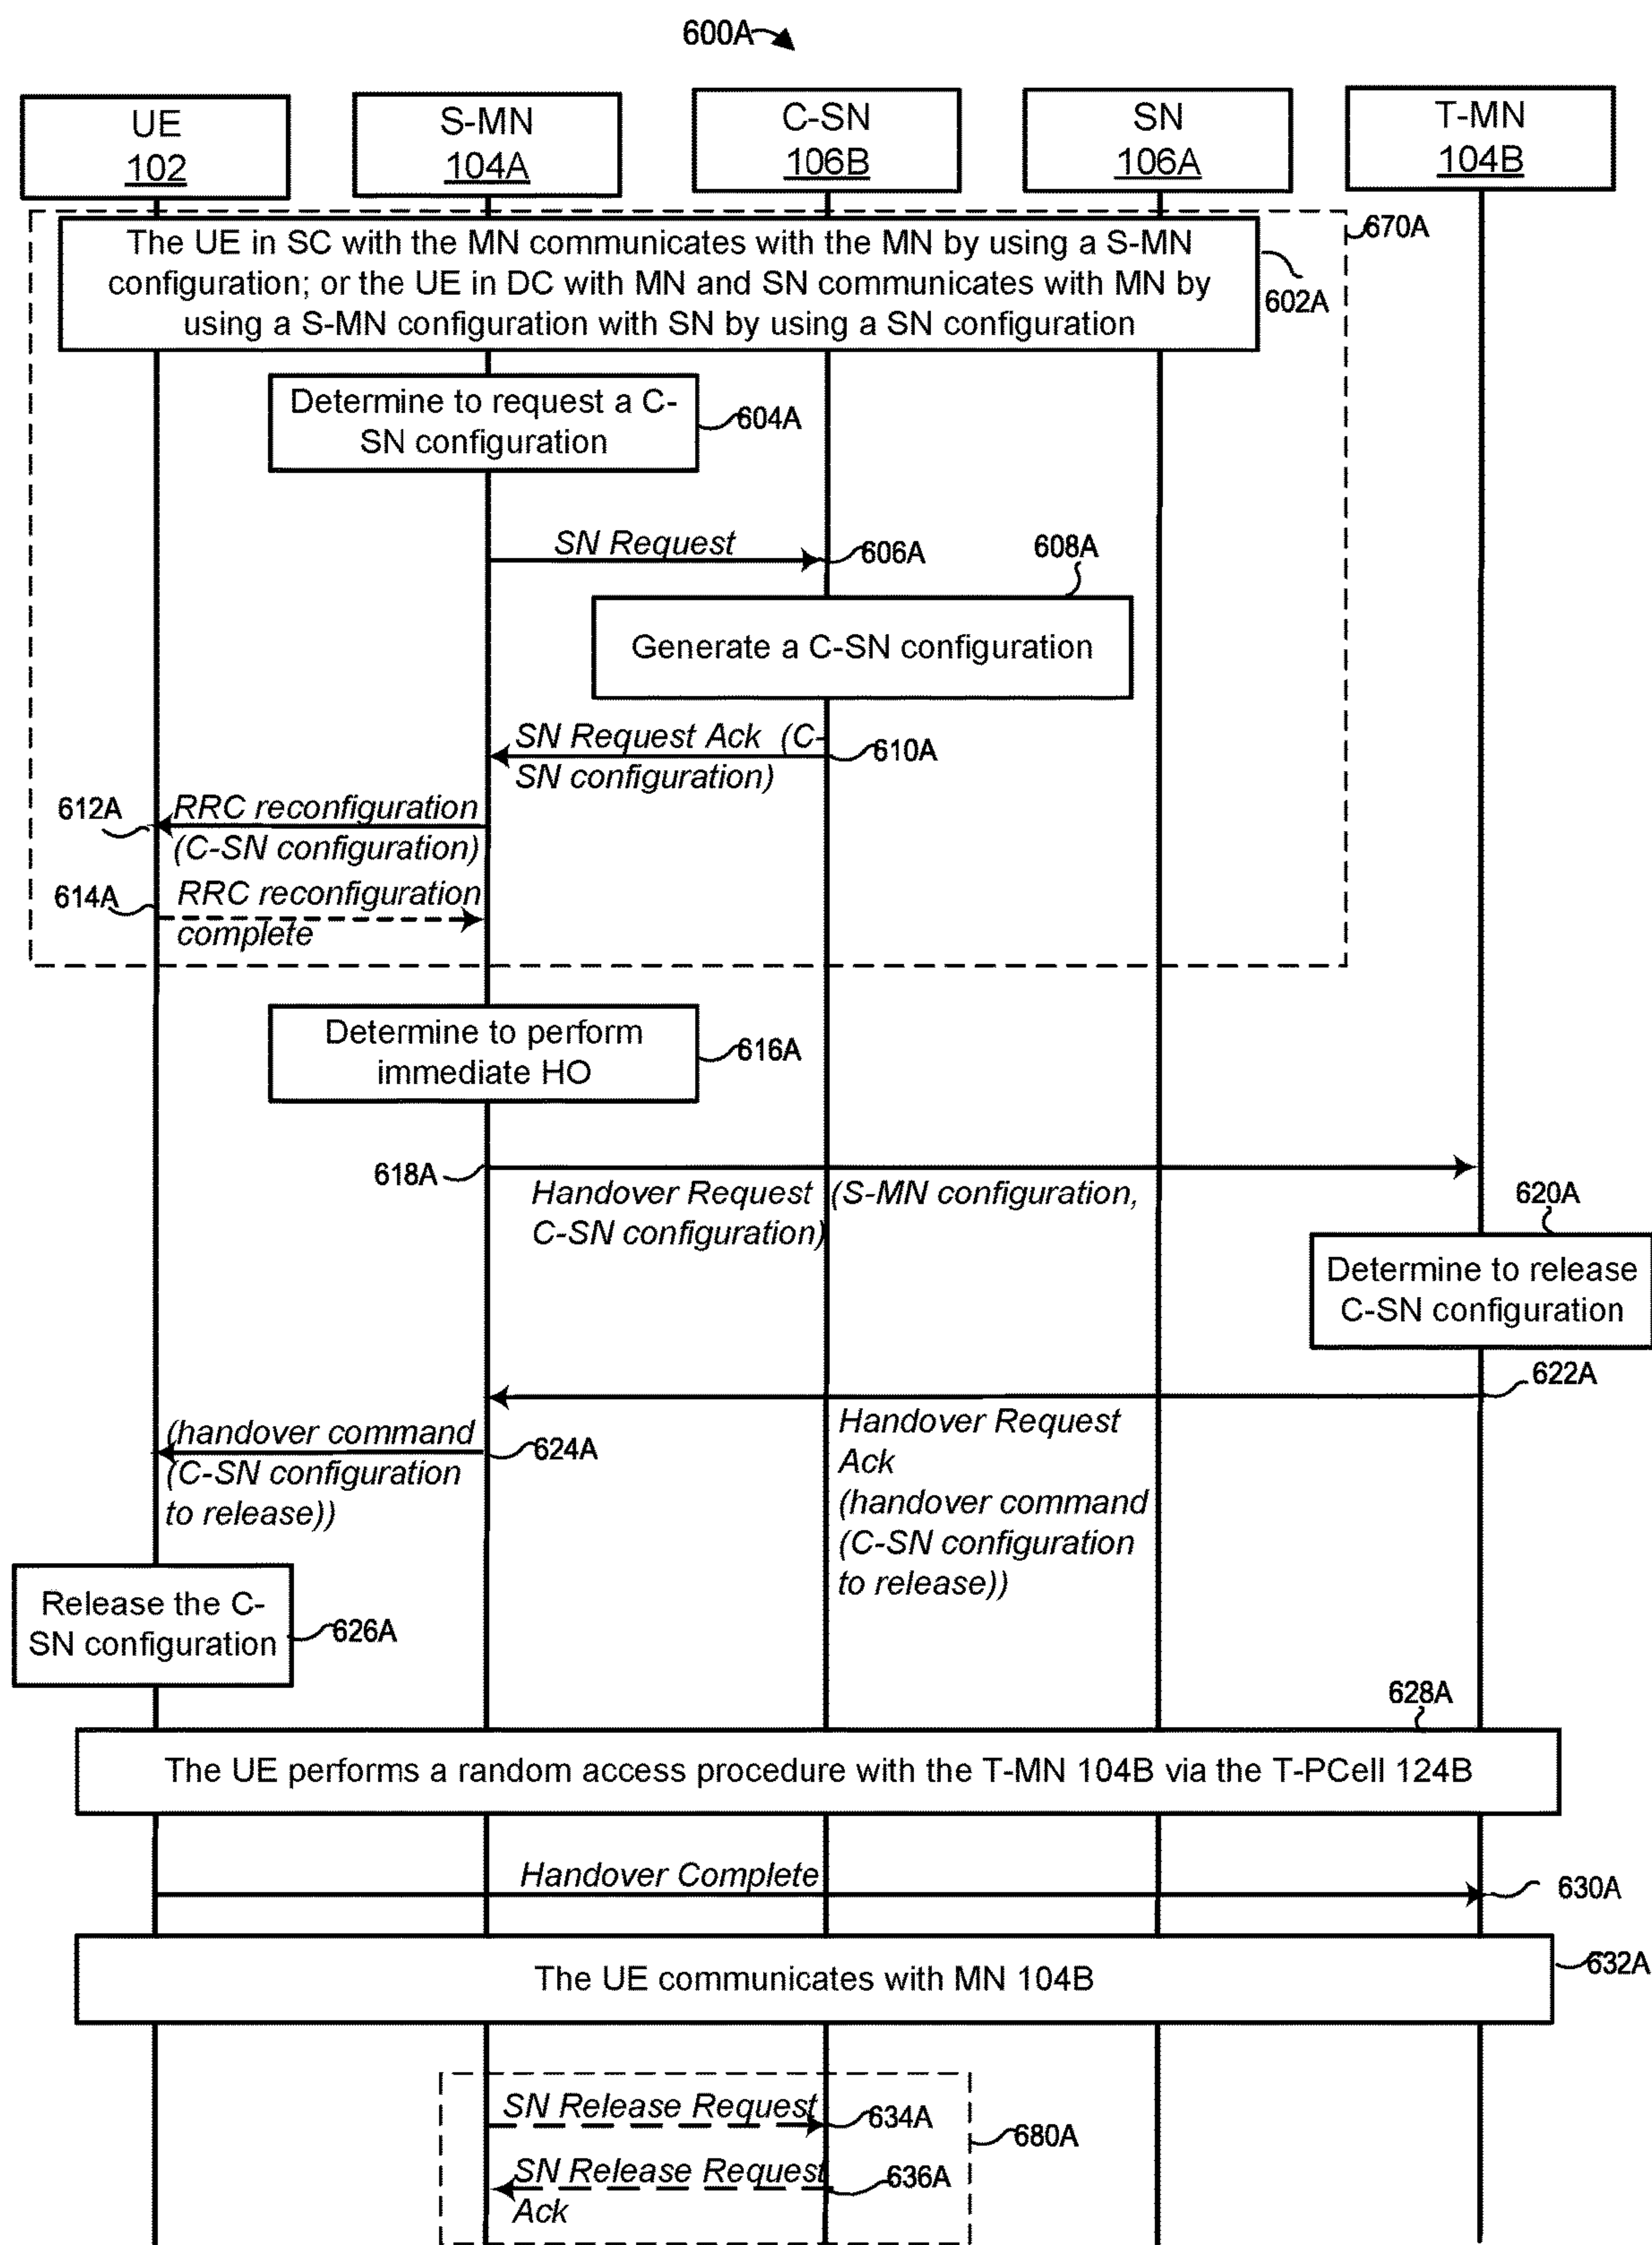 600A
UE
102
S-MN
104A
C-SN
106B
SN
106A
T-MN
104B
670A
The UE in SC with the MN communicates with the MN by using a S-MN
configuration; or the UE in DC with MN and SN communicates with MN by
using a S-MN configuration with SN by using a SN configuration
602A
Determine to request a C-
SN configuration
604A
SN Request
606A
608A
Generate a C-SN configuration
SN Request Ack (C-
SN configuration)
610A
612A
RRC reconfiguration
(C-SN configuration)
614A
RRC reconfiguration
complete
Determine to perform
immediate HO
616A
618A
Handover Request (S-MN configuration,
C-SN configuration)
620A
Determine to release
C-SN configuration
622A
Handover Request
Ack
(handover command
(C-SN configuration
to release))
(handover command
(C-SN configuration
to release))
624A
Release the C-
SN configuration
626A
628A
The UE performs a random access procedure with the T-MN 104B via the T-PCell 124B
Handover Complete
630A
The UE communicates with MN 104B
632A
SN Release Request
634A
680A
SN Release Request
Ack
636A